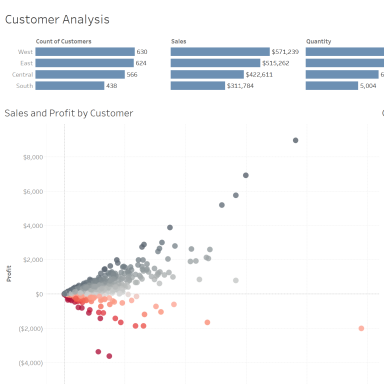 Customer Analysis
Count of Customers Sales Quantity
West 630 $571,239
East 624 $515,262
Central 566 $422,611 6
South 438 $311,784 5,004
Sales and Profit by Customer
$8,000
$6,000
$4,000
$2,000
$0
($2,000)
($4,000)
Profit